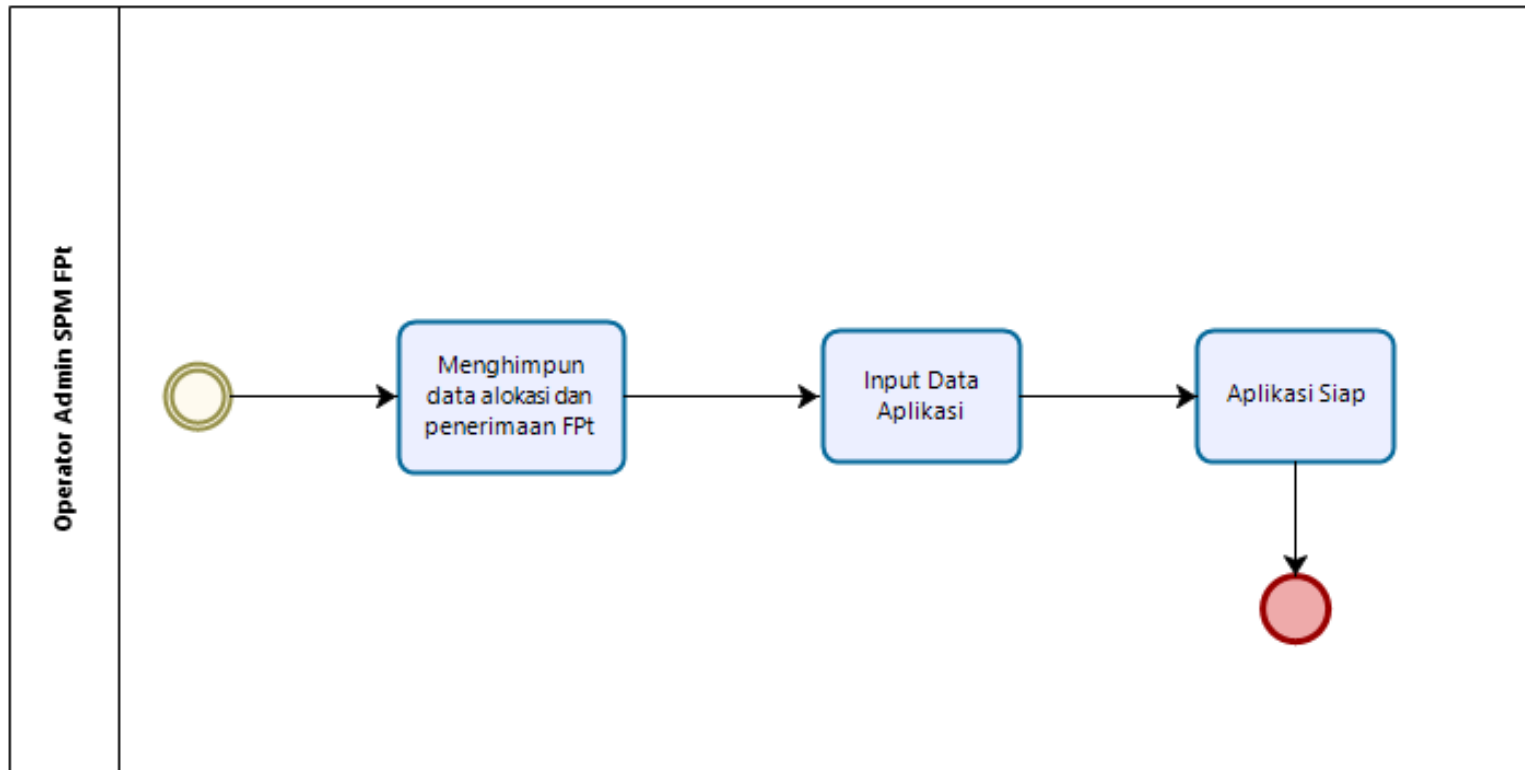 Operator Admin SPM FPt
Menghimpun
data alokasi dan
penerimaan FPt
Input Data
Aplikasi
Aplikasi Siap